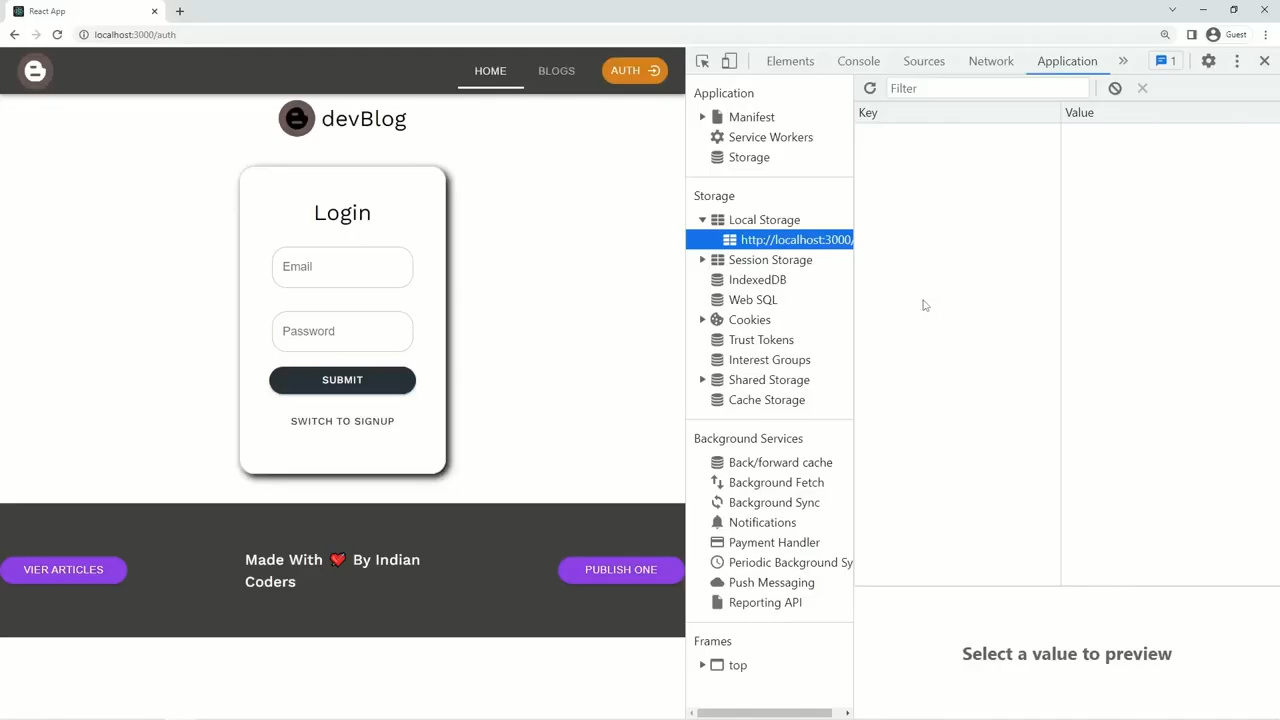 React App
localhost:3000/auth
Guest
HOME
BLOGS
AUTH
devBlog
Login
Email
Password
SUBMIT
SWITCH TO SIGNUP
VIER ARTICLES
Made With ❤️ By Indian
Coders
PUBLISH ONE
Elements
Console
Sources
Network
Application
1
Application
Manifest
Service Workers
Storage
Storage
Local Storage
http://localhost:3000/
Session Storage
IndexedDB
Web SQL
Cookies
Trust Tokens
Interest Groups
Shared Storage
Cache Storage
Background Services
Back/forward cache
Background Fetch
Background Sync
Notifications
Payment Handler
Periodic Background Sy
Push Messaging
Reporting API
Frames
top
Filter
Key
Value
Select a value to preview